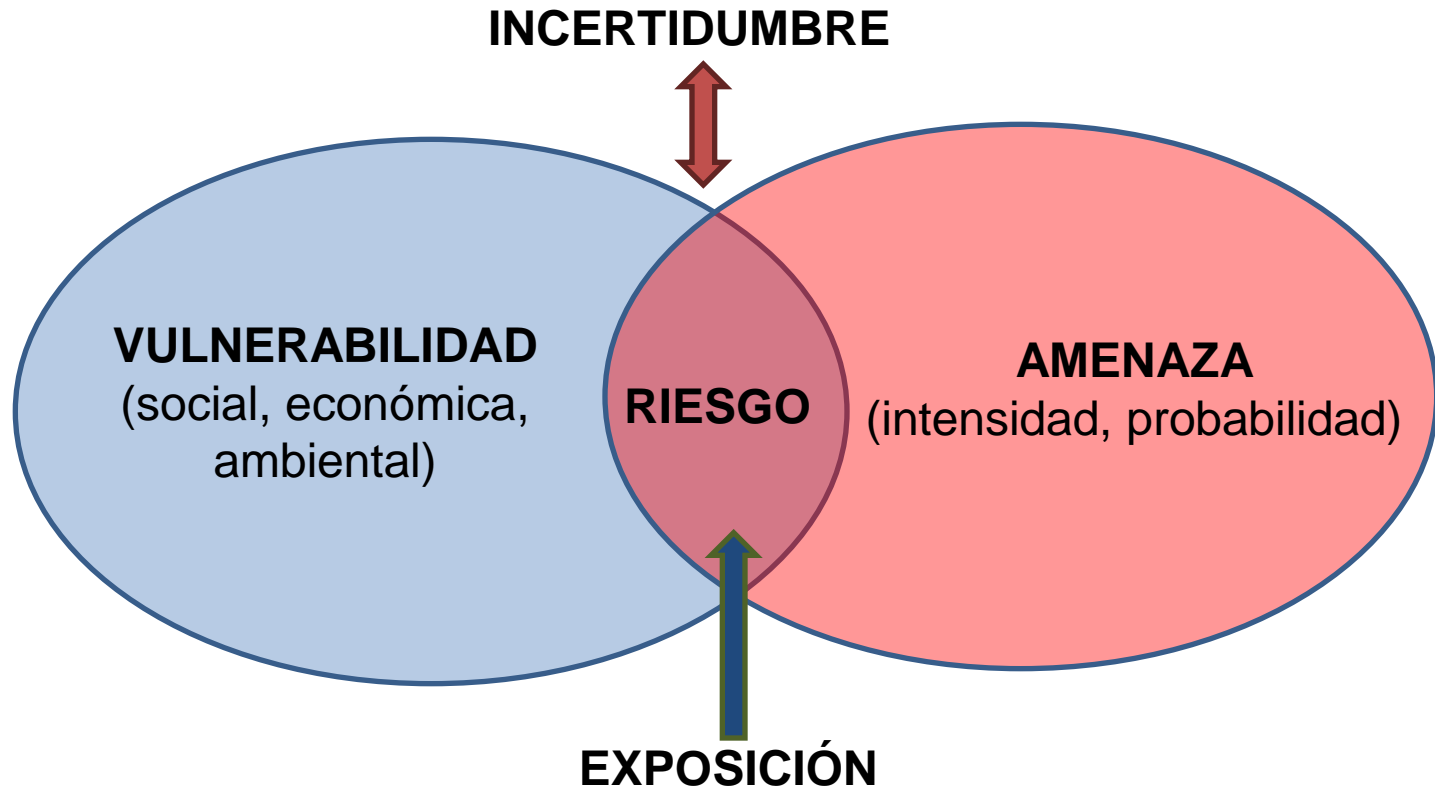 INCERTIDUMBRE
VULNERABILIDAD
(social, económica,
ambiental)
RIESGO
AMENAZA
(intensidad, probabilidad)
EXPOSICIÓN